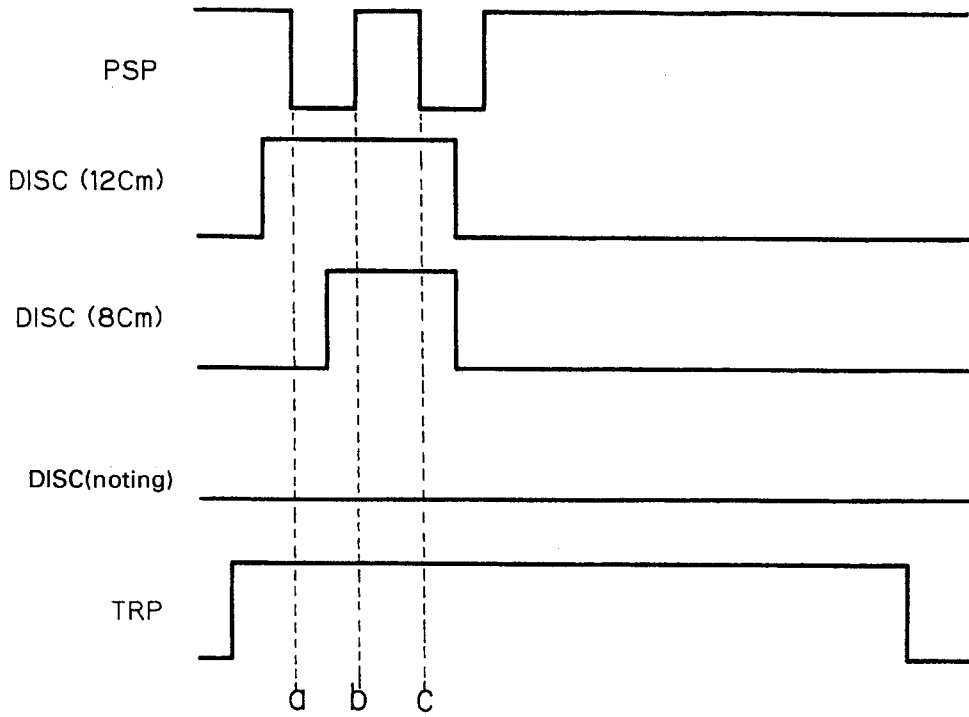 PSP
DISC (12Cm)
DISC (8Cm)
DISC(noting)
TRP
a b c